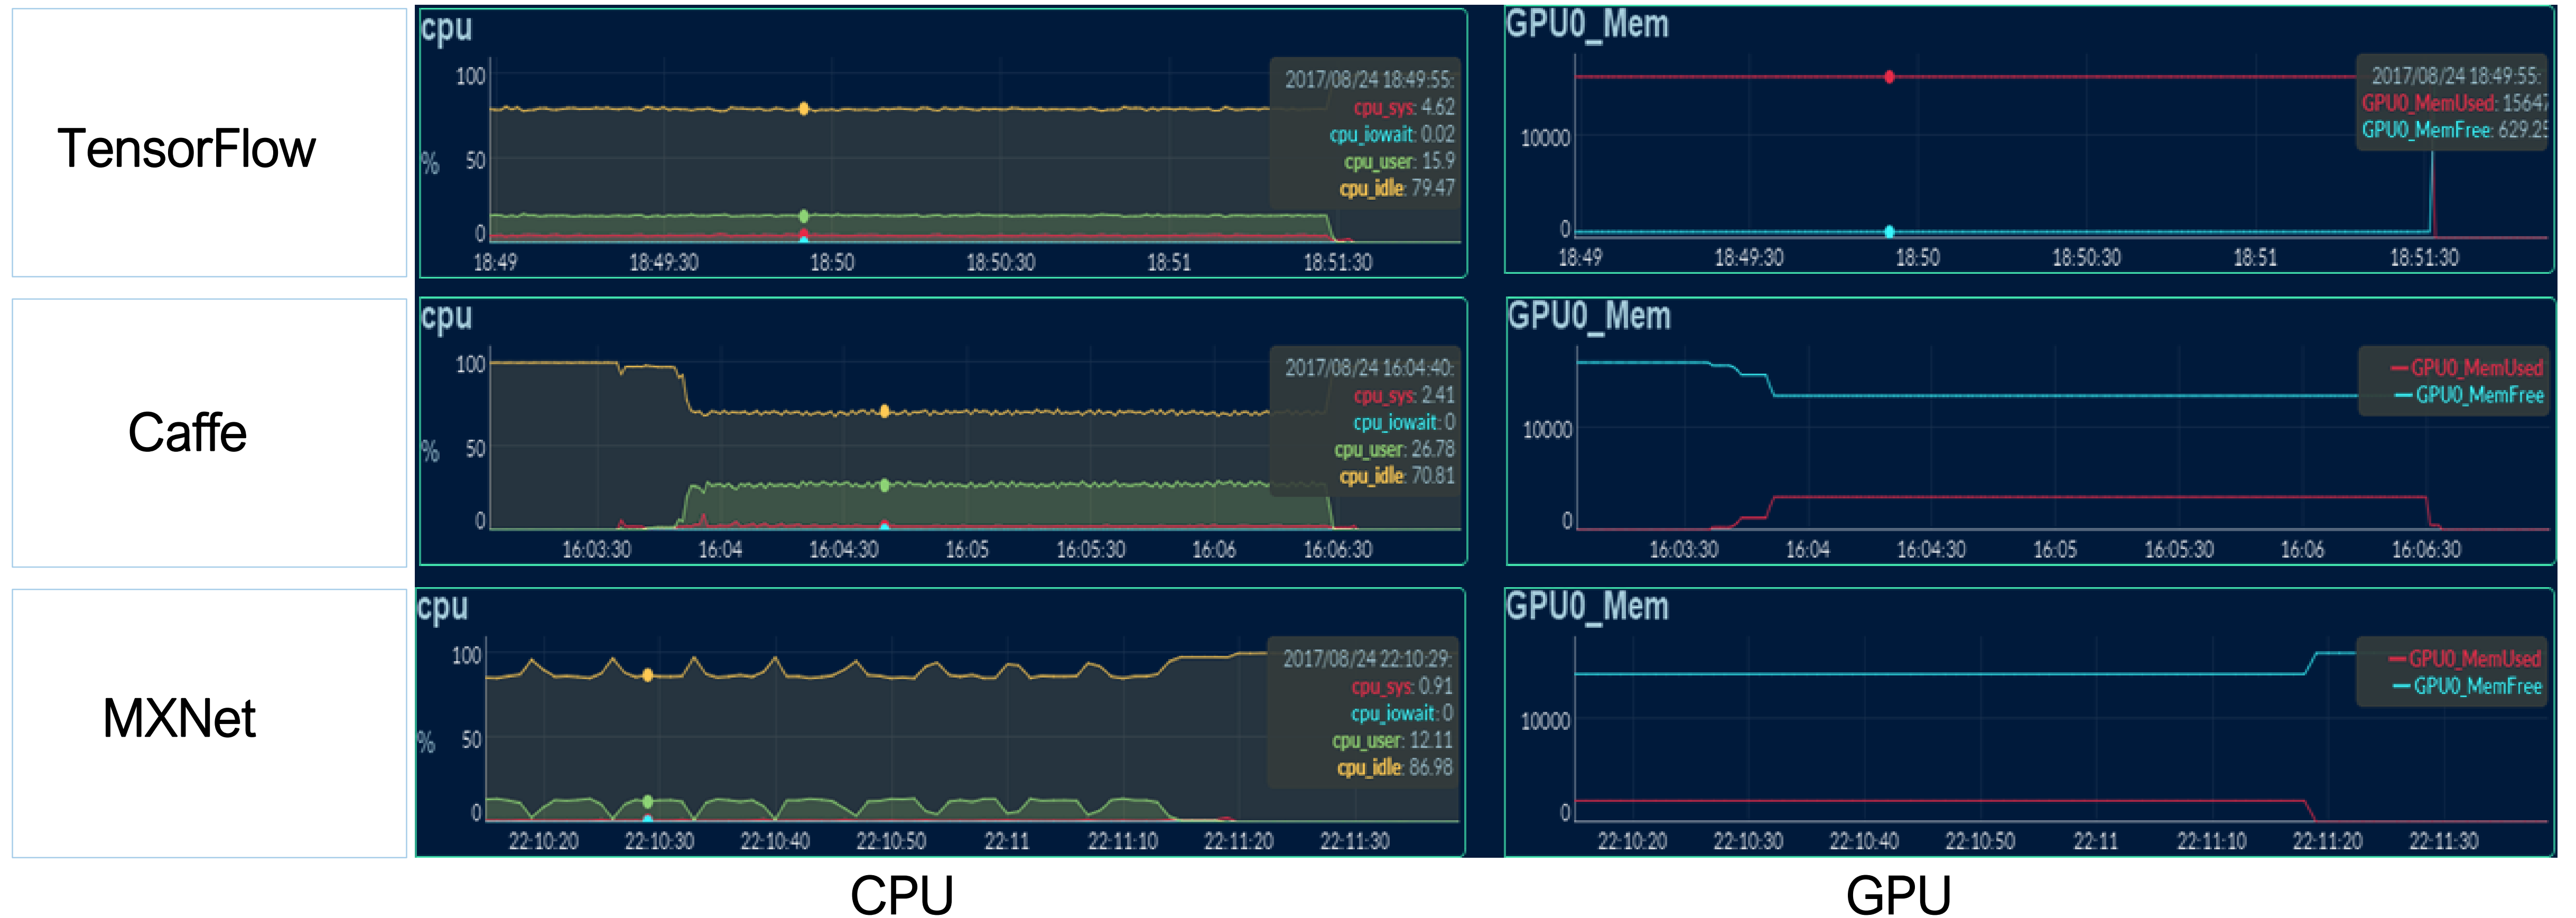 TensorFlow
cpu
100
50
0
%
18:49 18:49:30 18:50 18:50:30 18:51 18:51:30
2017/08/24 18:49:55:
cpu_sys: 4.62
cpu_iowait: 0.02
cpu_user: 15.9
cpu_idle: 79.47
GPU0_Mem
10000
0
18:49 18:49:30 18:50 18:50:30 18:51 18:51:30
2017/08/24 18:49:55:
GPU0_MemUsed: 15647
GPU0_MemFree: 629.25
Caffe
cpu
100
50
0
%
16:03:30 16:04 16:04:30 16:05 16:05:30 16:06 16:06:30
2017/08/24 16:04:40:
cpu_sys: 2.41
cpu_iowait: 0
cpu_user: 26.78
cpu_idle: 70.81
GPU0_Mem
10000
0
16:03:30 16:04 16:04:30 16:05 16:05:30 16:06 16:06:30
GPU0_MemUsed
GPU0_MemFree
MXNet
cpu
100
50
0
%
22:10:20 22:10:30 22:10:40 22:10:50 22:11 22:11:10 22:11:20 22:11:30
2017/08/24 22:10:29:
cpu_sys: 0.91
cpu_iowait: 0
cpu_user: 12.11
cpu_idle: 86.98
GPU0_Mem
10000
0
22:10:20 22:10:30 22:10:40 22:10:50 22:11 22:11:10 22:11:20 22:11:30
GPU0_MemUsed
GPU0_MemFree
CPU
GPU